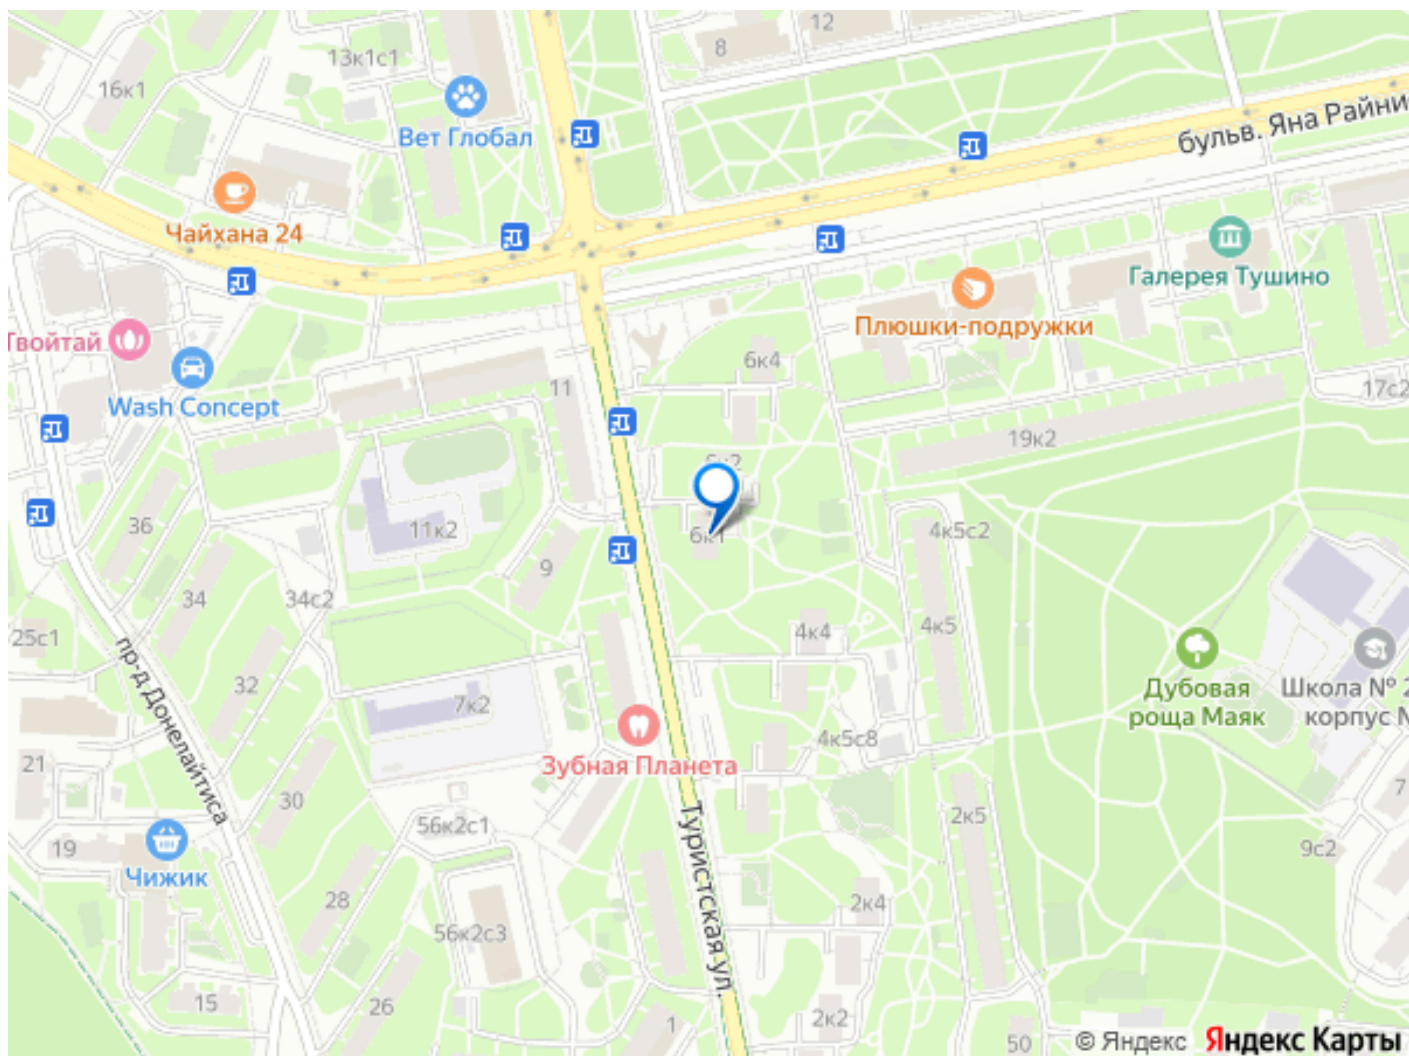 12
8
13к1с1
16к1
Вет Глобал
бульв. Яна Райни
Чайхана 24
Галерея Тушино
Плюшки-подружки
Твойтай
6к4
11
17с2
Wash Concept
19к2
6к2
36
11к2
6к1
4к5с2
9
34
34с2
25с1
4к4
4к5
пр-д Донелайтиса
32
Дубовая
роща Маяк
Школа № 2
корпус №
7к2
4к5с8
21
Зубная Планета
30
7
2к5
56к2с1
Туристская ул.
19
9с2
Чижик
28
2к4
56к2с3
15
26
1
2к2
50
© Яндекс Яндекс Карты